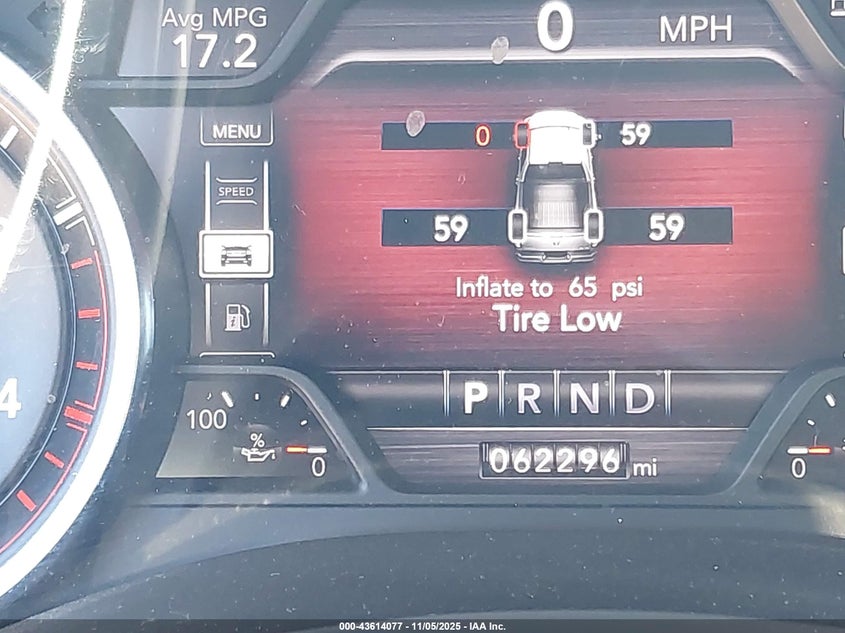 Avg MPG
17.2
0 MPH
MENU
0 59
SPEED
59 59
Inflate to 65 psi
Tire Low
P R N D
100
%
0
062296 mi
0
4
000-43614077 - 11/05/2025 - IAA Inc.